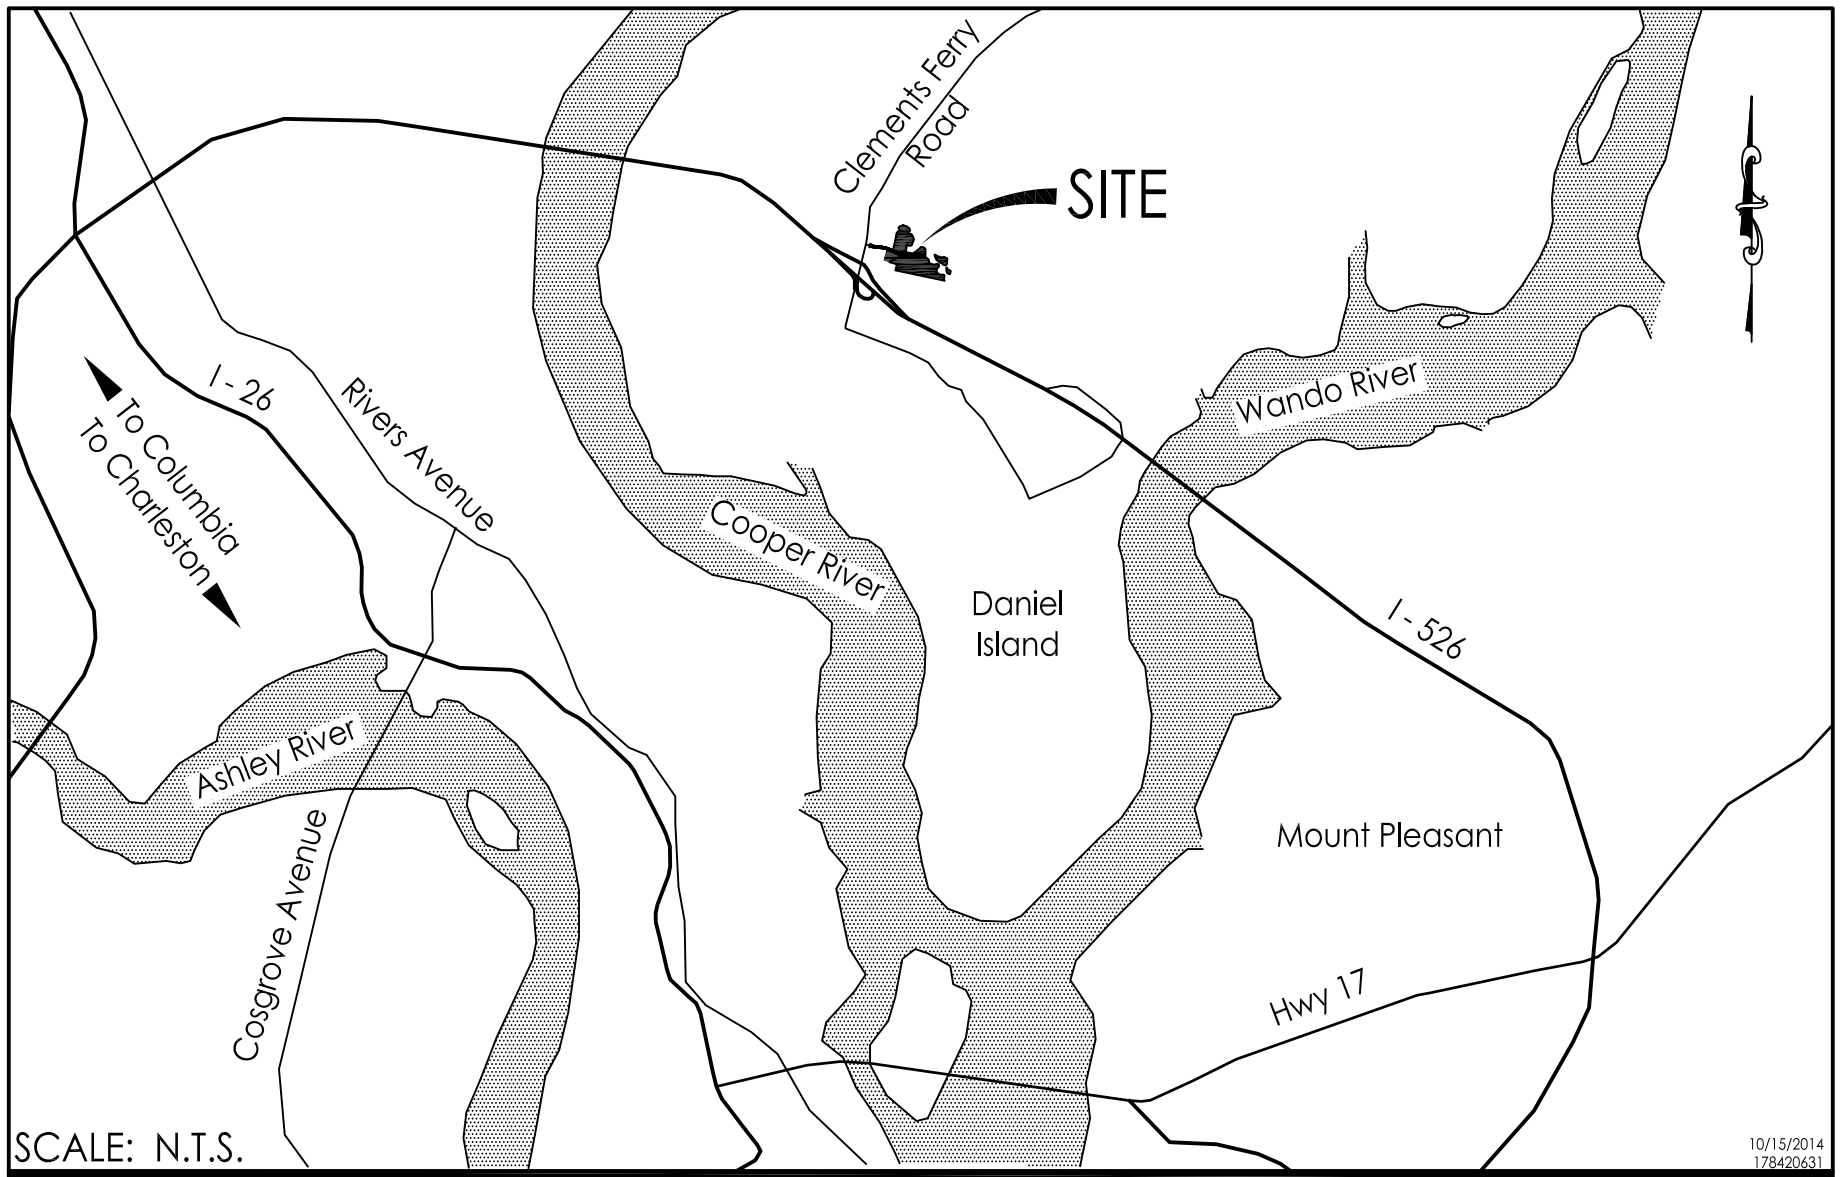 Clements Ferry
Road
SITE
I - 26
Rivers Avenue
To Columbia
To Charleston
Wando River
Cooper River
Daniel
Island
I - 526
Ashley River
Cosgrove Avenue
Mount Pleasant
Hwy 17
SCALE: N.T.S.
10/15/2014
178420631